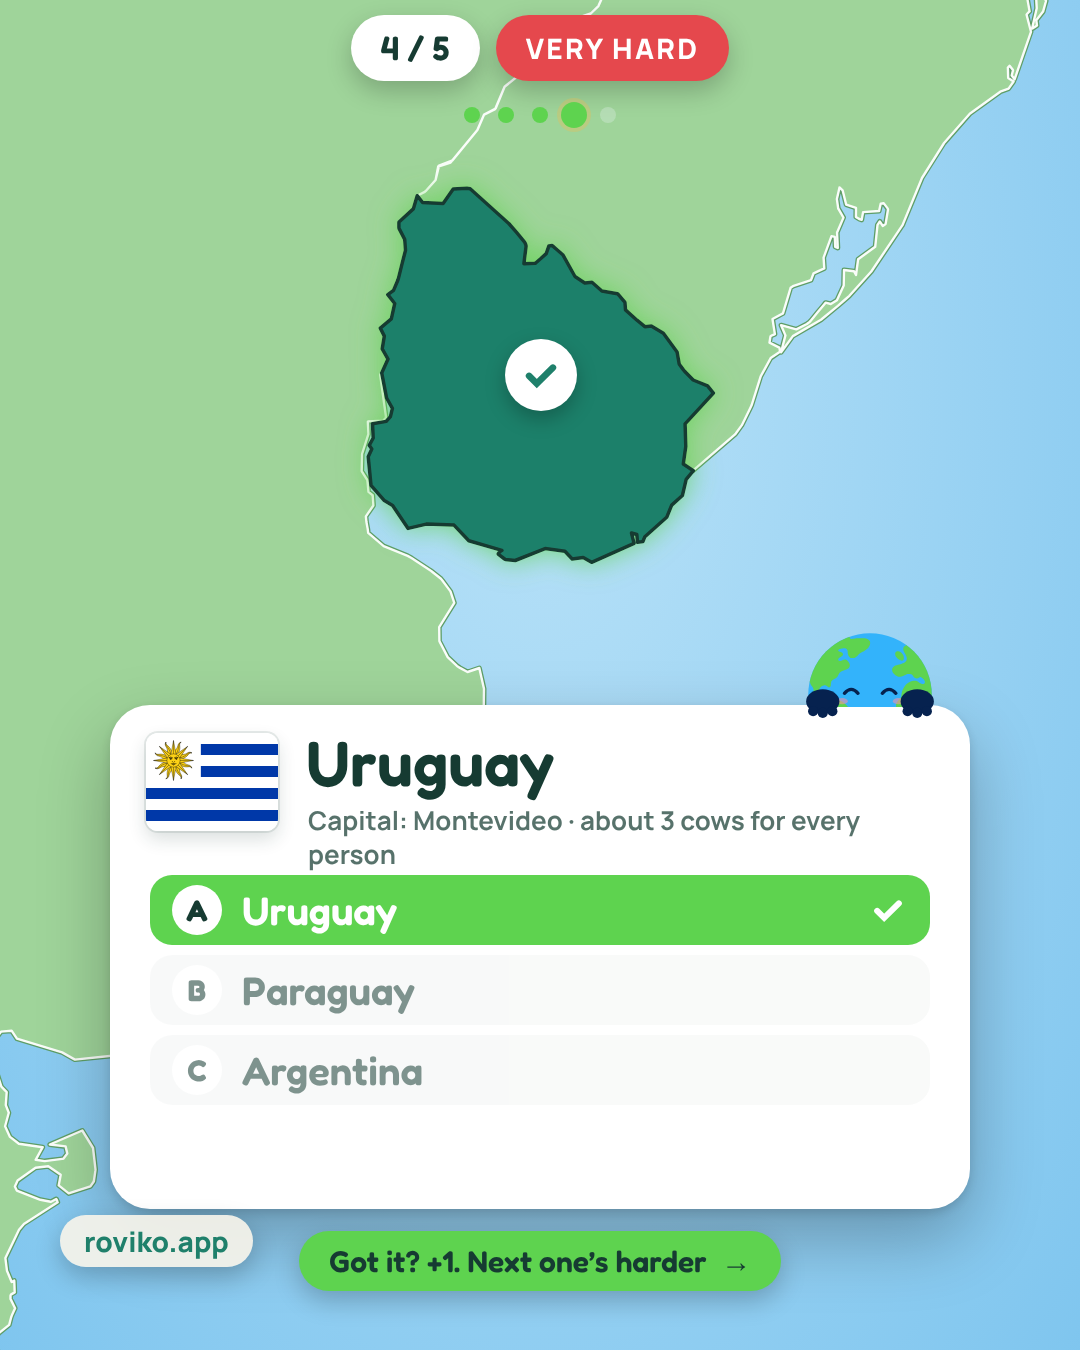 4 / 5
VERY HARD
Uruguay
Capital: Montevideo · about 3 cows for every
person
A Uruguay
B Paraguay
C Argentina
roviko.app
Got it? +1. Next one’s harder →